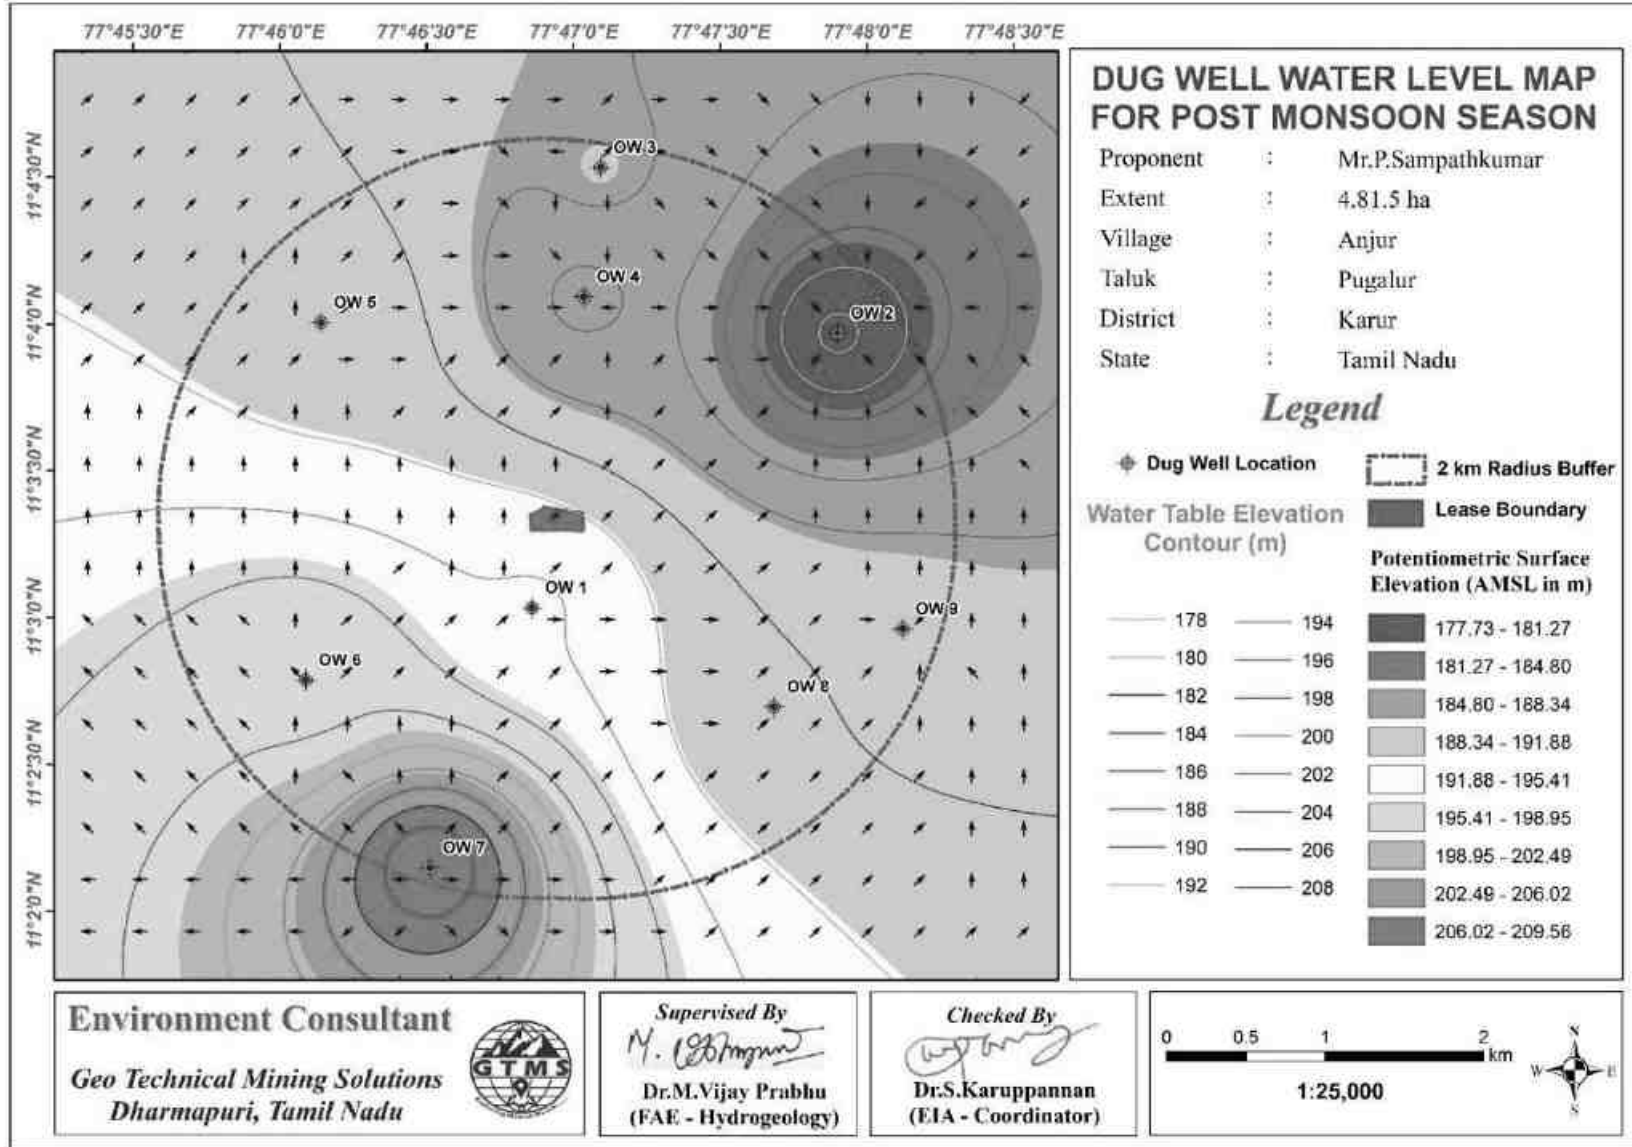 77°45'30"E 77°46'0"E 77°46'30"E 77°47'0"E 77°47'30"E 77°48'0"E 77°48'30"E
11°4'30"N
11°4'0"N
11°3'30"N
11°3'0"N
11°2'30"N
11°2'0"N
OW 3
OW 4
OW 5
OW 2
OW 1
OW 9
OW 6
OW 8
OW 7
DUG WELL WATER LEVEL MAP
FOR POST MONSOON SEASON
Proponent : Mr.P.Sampathkumar
Extent : 4.81.5 ha
Village : Anjur
Taluk : Pugalur
District : Karur
State : Tamil Nadu
Legend
Dug Well Location
2 km Radius Buffer
Lease Boundary
Water Table Elevation
Contour (m)
178 194
180 196
182 198
184 200
186 202
188 204
190 206
192 208
Potentiometric Surface
Elevation (AMSL in m)
177.73 - 181.27
181.27 - 184.80
184.80 - 188.34
188.34 - 191.88
191.88 - 195.41
195.41 - 198.95
198.95 - 202.49
202.49 - 206.02
206.02 - 209.56
Environment Consultant
Geo Technical Mining Solutions
Dharmapuri, Tamil Nadu
GTMS
Supervised By
Dr.M.Vijay Prabhu
(FAE - Hydrogeology)
Checked By
Dr.S.Karuppannan
(EIA - Coordinator)
0 0.5 1 2
km
1:25,000
N
W E
S